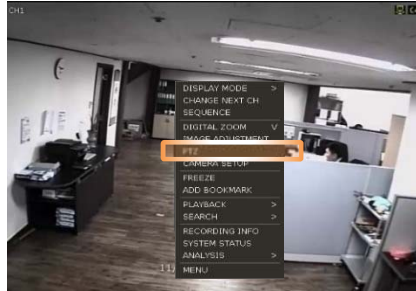 CH1
DISPLAY MODE >
CHANGE NEXT CH
SEQUENCE
DIGITAL ZOOM V
IMAGE ADJUSTMENT
PTZ
CAMERA SETUP
FREEZE
ADD BOOKMARK
PLAYBACK >
SEARCH >
RECORDING INFO
SYSTEM STATUS
ANALYSIS >
MENU